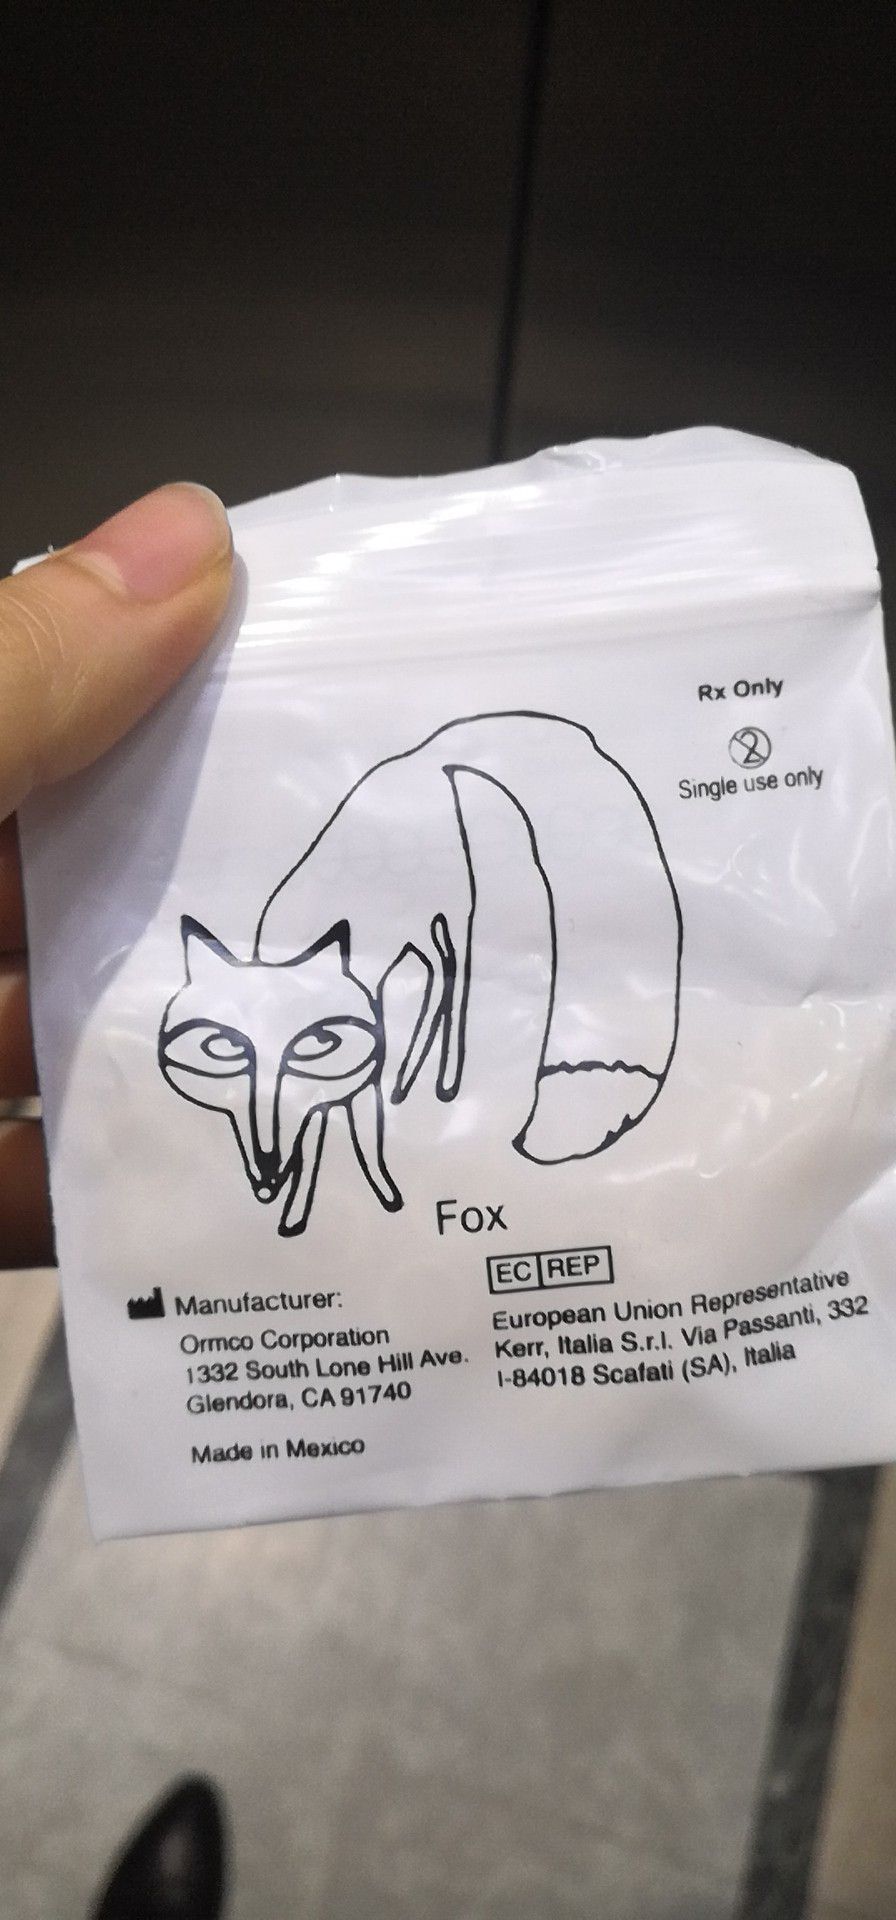 Rx Only
2
Single use only
Fox
Manufacturer:
Ormco Corporation
1332 South Lone Hill Ave.
Glendora, CA 91740
Made in Mexico
EC REP
European Union Representative
Kerr, Italia S.r.l. Via Passanti, 332
I-84018 Scafati (SA), Italia